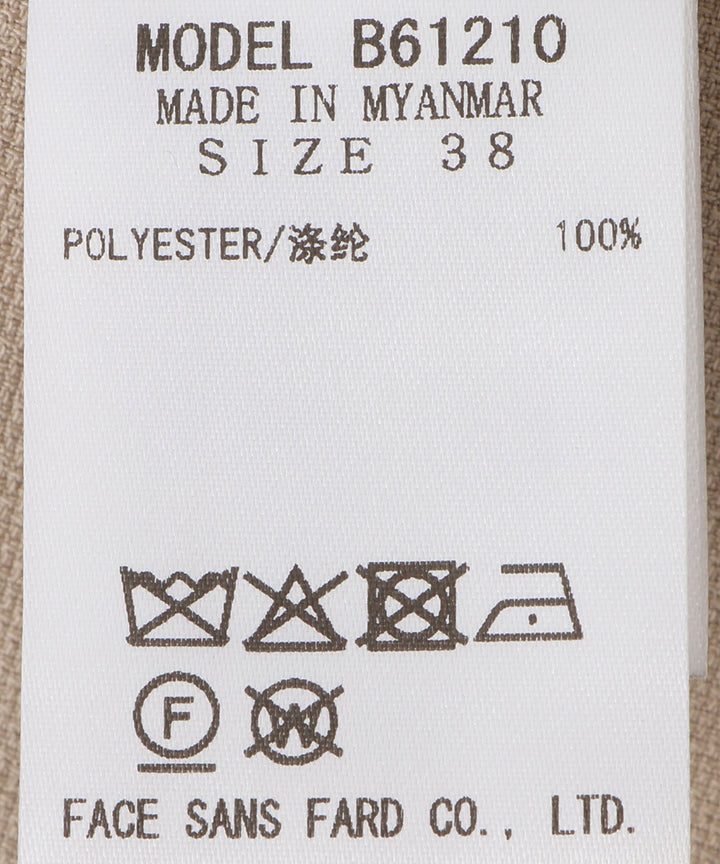 MODEL B61210
MADE IN MYANMAR
SIZE 38
POLYESTER/涤纶 100%
F W
FACE SANS FARD CO., LTD.